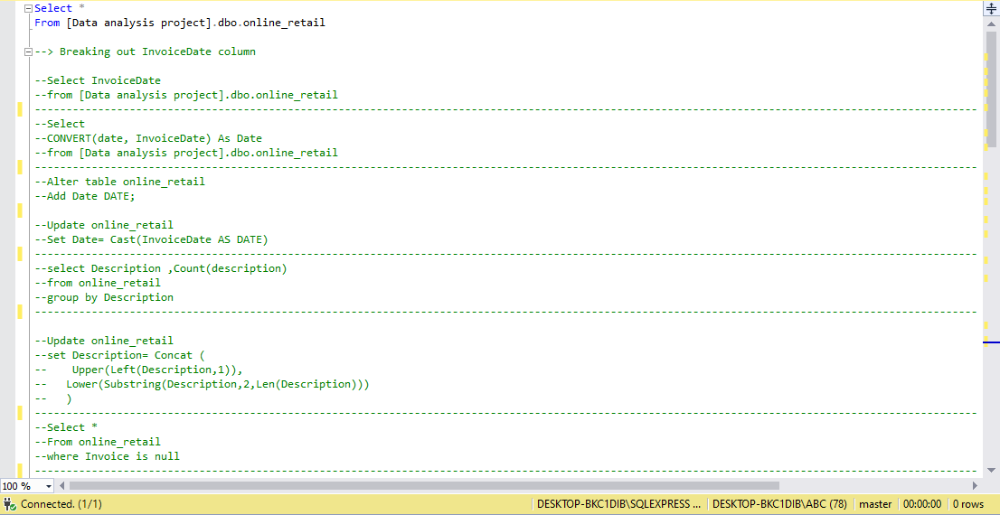 Select *
From [Data analysis project].dbo.online_retail
--> Breaking out InvoiceDate column
--Select InvoiceDate
--from [Data analysis project].dbo.online_retail
--------------------------------------------------------------------------------
--Select
--CONVERT(date, InvoiceDate) As Date
--from [Data analysis project].dbo.online_retail
--------------------------------------------------------------------------------
--Alter table online_retail
--Add Date DATE;
--Update online_retail
--Set Date= Cast(InvoiceDate AS DATE)
--------------------------------------------------------------------------------
--select Description ,Count(description)
--from online_retail
--group by Description
--------------------------------------------------------------------------------
--Update online_retail
--set Description= Concat (
--    Upper(Left(Description,1)),
--   Lower(Substring(Description,2,Len(Description)))
--   )
--------------------------------------------------------------------------------
--Select *
--From online_retail
--where Invoice is null
--------------------------------------------------------------------------------
100 %
Connected. (1/1) DESKTOP-BKC1DIB\SQLEXPRESS ... DESKTOP-BKC1DIB\ABC (78) master 00:00:00 0 rows